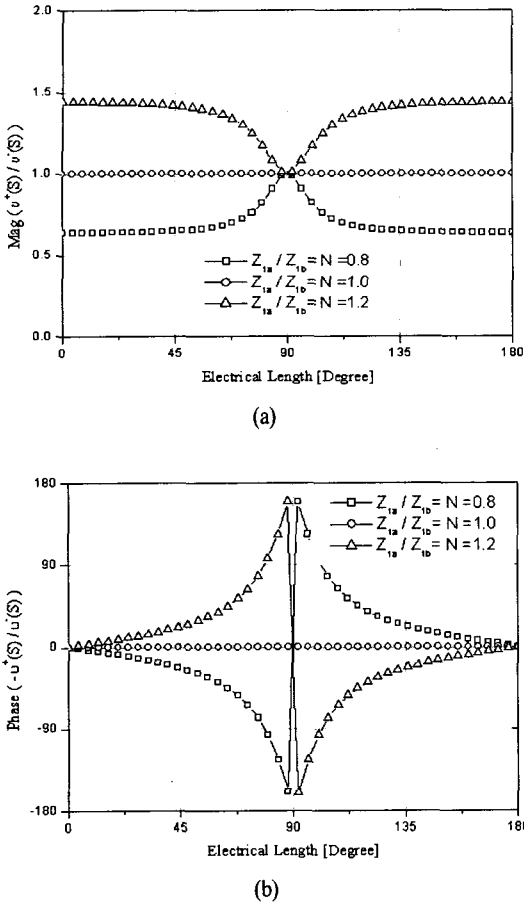 2.0
1.5
1.0
0.5
0.0
Mag (υ⁺(S) / υ⁻(S))
Z₁ₐ / Z₁b = N =0.8
Z₁ₐ / Z₁b = N =1.0
Z₁ₐ / Z₁b = N =1.2
0 45 90 135 180
Electrical Length [Degree]
(a)
180
90
0
-90
-180
Phase (-υ⁺(S) / υ⁻(S))
Z₁ₐ / Z₁b = N =0.8
Z₁ₐ / Z₁b = N =1.0
Z₁ₐ / Z₁b = N =1.2
0 45 90 135 180
Electrical Length [Degree]
(b)